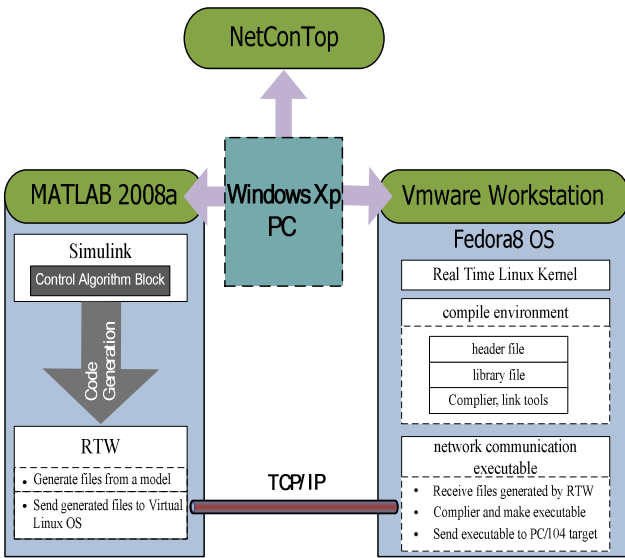 NetConTop
Windows Xp
PC
MATLAB 2008a
Simulink
Control Algorithm Block
Code
Generation
RTW
• Generate files from a model
• Send generated files to Virtual
Linux OS
TCP/IP
Vmware Workstation
Fedora8 OS
Real Time Linux Kernel
compile environment
header file
library file
Complier, link tools
network communication
executable
• Receive files generated by RTW
• Complier and make executable
• Send executable to PC/104 target